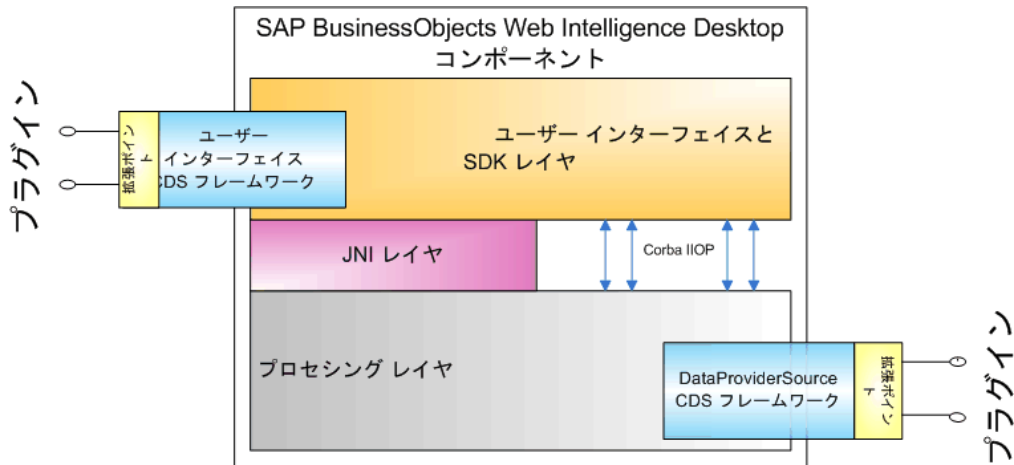 SAP BusinessObjects Web Intelligence Desktop
コンポーネント
プラグイン
拡張ポイン
ト
ユーザー
インターフェイス
CDS フレームワーク
ユーザー インターフェイスと
SDK レイヤ
JNI レイヤ
Corba IIOP
プロセシング レイヤ
DataProviderSource
CDS フレームワーク
拡張ポイン
ト
プラグイン